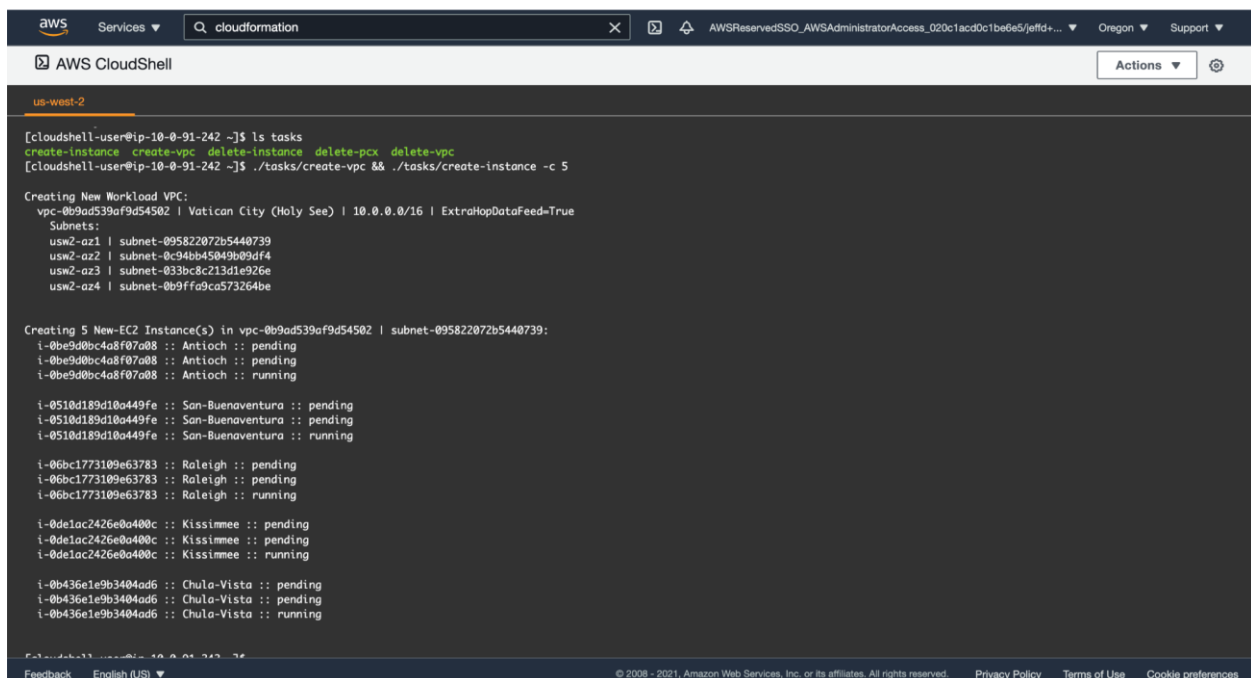 aws Services ▼ cloudformation AWSReservedSSO_AWSAdministratorAccess_020c1acd0c1be6e5/jeffd+... ▼ Oregon ▼ Support ▼
AWS CloudShell Actions ▼
us-west-2
[cloudshell-user@ip-10-0-91-242 ~]$ ls tasks
create-instance create-vpc delete-instance delete-pcx delete-vpc
[cloudshell-user@ip-10-0-91-242 ~]$ ./tasks/create-vpc && ./tasks/create-instance -c 5
Creating New Workload VPC:
vpc-0b9ad539af9d54502 | Vatican City (Holy See) | 10.0.0.0/16 | ExtraHopDataFeed=True
Subnets:
usw2-az1 | subnet-095822072b5440739
usw2-az2 | subnet-0c94bb45049b09df4
usw2-az3 | subnet-033bc8c213d1e926e
usw2-az4 | subnet-0b9ffa9ca573264be
Creating 5 New-EC2 Instance(s) in vpc-0b9ad539af9d54502 | subnet-095822072b5440739:
i-0be9d0bc4a8f07a08 :: Antioch :: pending
i-0be9d0bc4a8f07a08 :: Antioch :: pending
i-0be9d0bc4a8f07a08 :: Antioch :: running
i-0510d189d10a449fe :: San-Buenaventura :: pending
i-0510d189d10a449fe :: San-Buenaventura :: pending
i-0510d189d10a449fe :: San-Buenaventura :: running
i-06bc1773109e63783 :: Raleigh :: pending
i-06bc1773109e63783 :: Raleigh :: pending
i-06bc1773109e63783 :: Raleigh :: running
i-0de1ac2426e0a400c :: Kissimmee :: pending
i-0de1ac2426e0a400c :: Kissimmee :: pending
i-0de1ac2426e0a400c :: Kissimmee :: running
i-0b436e1e9b3404ad6 :: Chula-Vista :: pending
i-0b436e1e9b3404ad6 :: Chula-Vista :: pending
i-0b436e1e9b3404ad6 :: Chula-Vista :: running
Feedback English (US) ▼ © 2008 - 2021, Amazon Web Services, Inc. or its affiliates. All rights reserved. Privacy Policy Terms of Use Cookie preferences